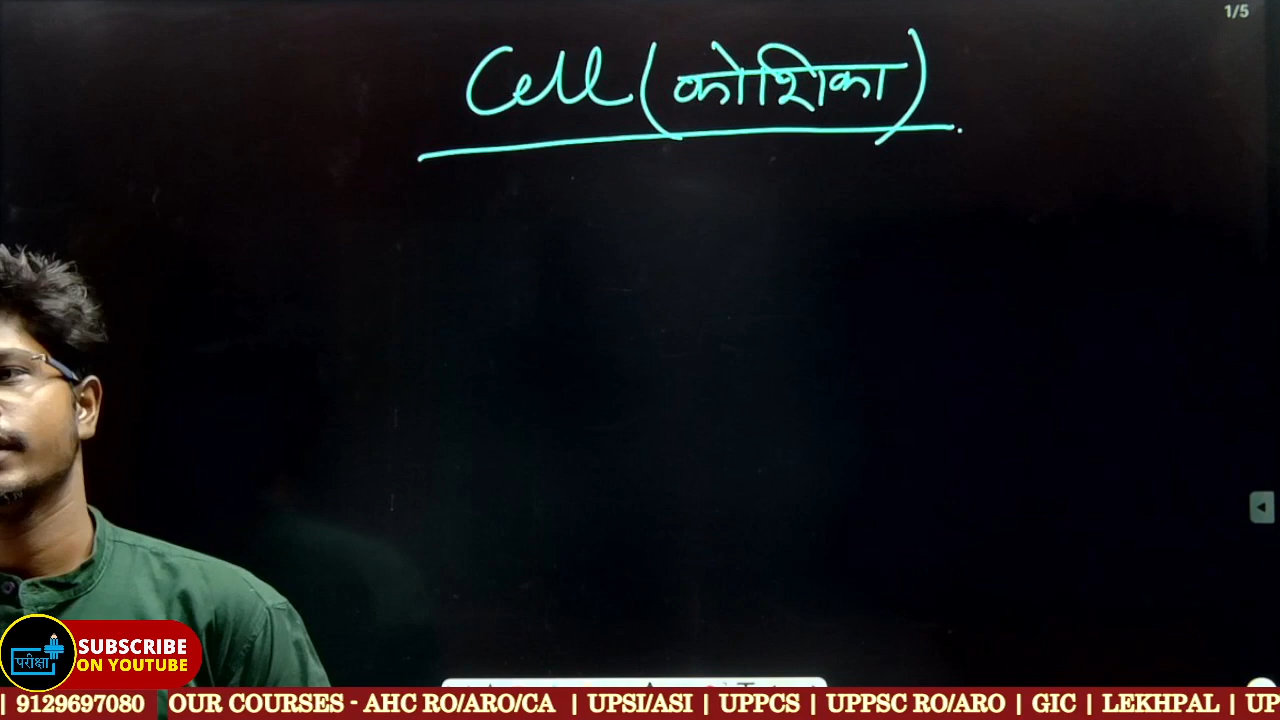 1/5
Cell (कोशिका)
परीक्षा
SUBSCRIBE
ON YOUTUBE
| 9129697080 OUR COURSES - AHC RO/ARO/CA | UPSI/ASI | UPPCS | UPPSC RO/ARO | GIC | LEKHPAL | UP